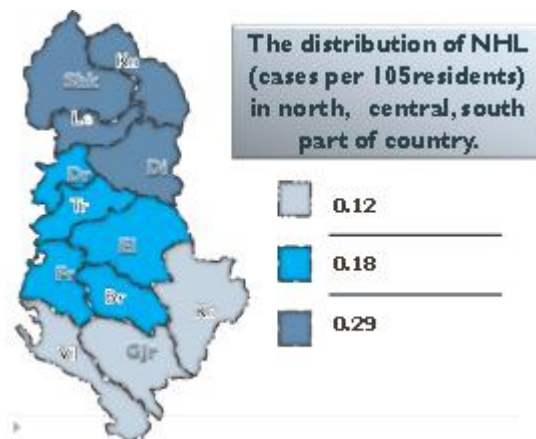 The distribution of NHL
(cases per 105residents)
in north, central, south
part of country.
0.12
0.18
0.29
Shk
Ku
Le
Di
Dr
Tr
El
Fr
Br
Ko
Vl
Gjr